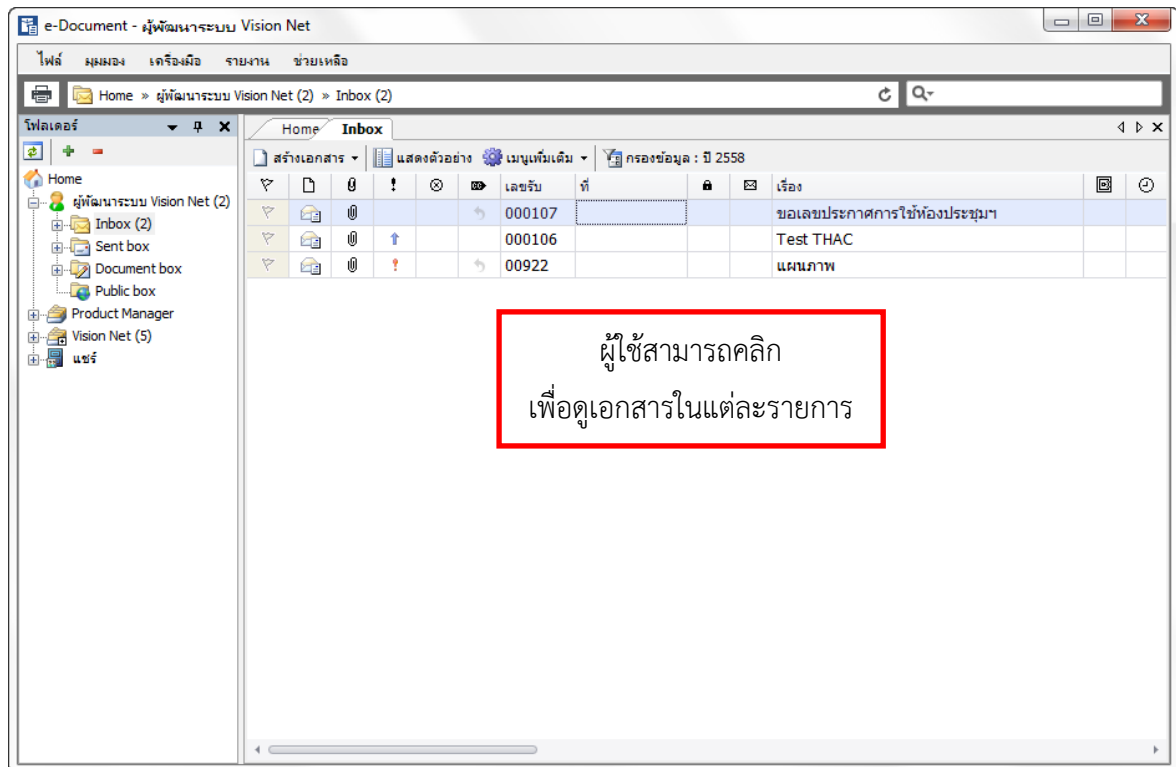 e-Document - ผู้พัฒนาระบบ Vision Net
ไฟล์ มุมมอง เครื่องมือ รายงาน ช่วยเหลือ
Home » ผู้พัฒนาระบบ Vision Net (2) » Inbox (2)
โฟลเดอร์
Home Inbox
สร้างเอกสาร แสดงตัวอย่าง เมนูเพิ่มเติม กรองข้อมูล : ปี 2558
Home
ผู้พัฒนาระบบ Vision Net (2)
Inbox (2)
Sent box
Document box
Public box
Product Manager
Vision Net (5)
แชร์
เลขรับ ที่ เรื่อง
000107 ขอเลขประกาศการใช้ห้องประชุมฯ
000106 Test THAC
00922 แผนภาพ
ผู้ใช้สามารถคลิก
เพื่อดูเอกสารในแต่ละรายการ